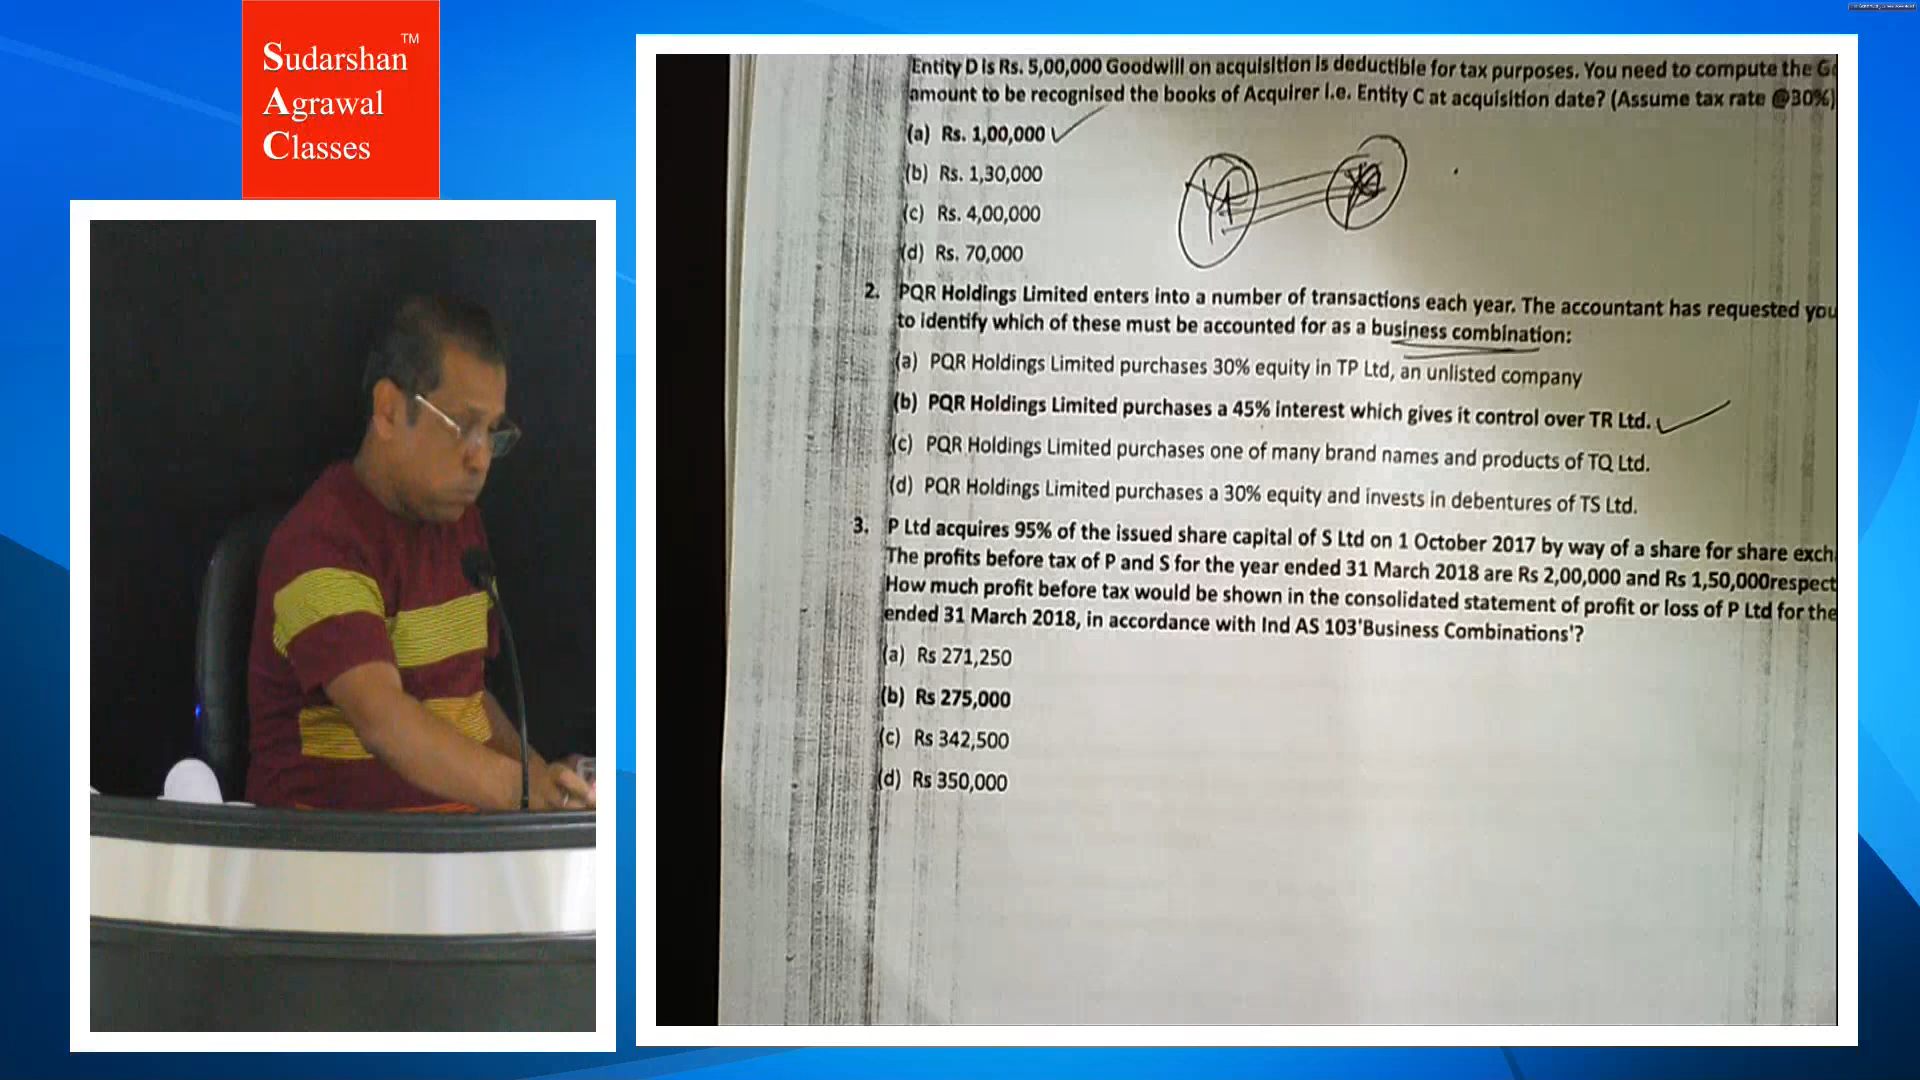 Sudarshan
TM
Agrawal
Classes
Entity D is Rs. 5,00,000 Goodwill on acquisition is deductible for tax purposes. You need to compute the
amount to be recognised the books of Acquirer i.e. Entity C at acquisition date? (Assume tax rate @30%)
(a) Rs. 1,00,000
(b) Rs. 1,30,000
(c) Rs. 4,00,000
(d) Rs. 70,000
2. PQR Holdings Limited enters into a number of transactions each year. The accountant has requested you
to identify which of these must be accounted for as a business combination:
(a) PQR Holdings Limited purchases 30% equity in TP Ltd, an unlisted company
(b) PQR Holdings Limited purchases a 45% interest which gives it control over TR Ltd.
(c) PQR Holdings Limited purchases one of many brand names and products of TQ Ltd.
(d) PQR Holdings Limited purchases a 30% equity and invests in debentures of TS Ltd.
3. P Ltd acquires 95% of the issued share capital of S Ltd on 1 October 2017 by way of a share for share exch
The profits before tax of P and S for the year ended 31 March 2018 are Rs 2,00,000 and Rs 1,50,000respect
How much profit before tax would be shown in the consolidated statement of profit or loss of P Ltd for the
ended 31 March 2018, in accordance with Ind AS 103'Business Combinations'?
(a) Rs 271,250
(b) Rs 275,000
(c) Rs 342,500
(d) Rs 350,000